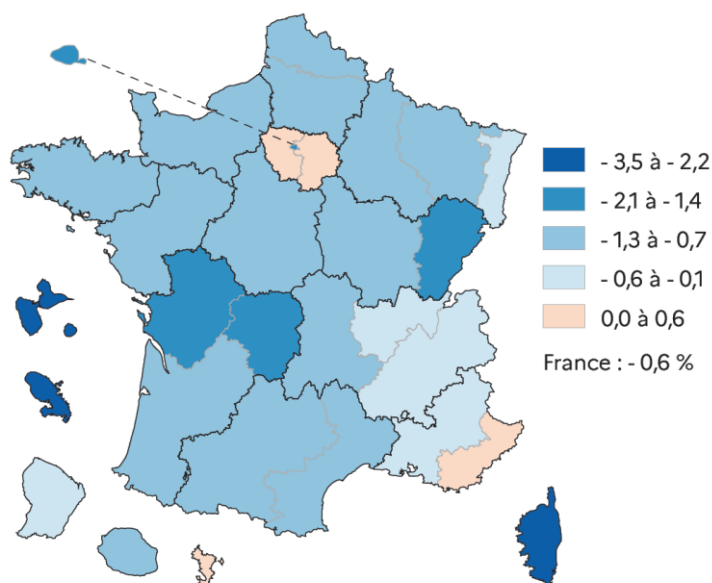 - 3,5 à - 2,2
- 2,1 à - 1,4
- 1,3 à - 0,7
- 0,6 à - 0,1
0,0 à 0,6
France : - 0,6 %